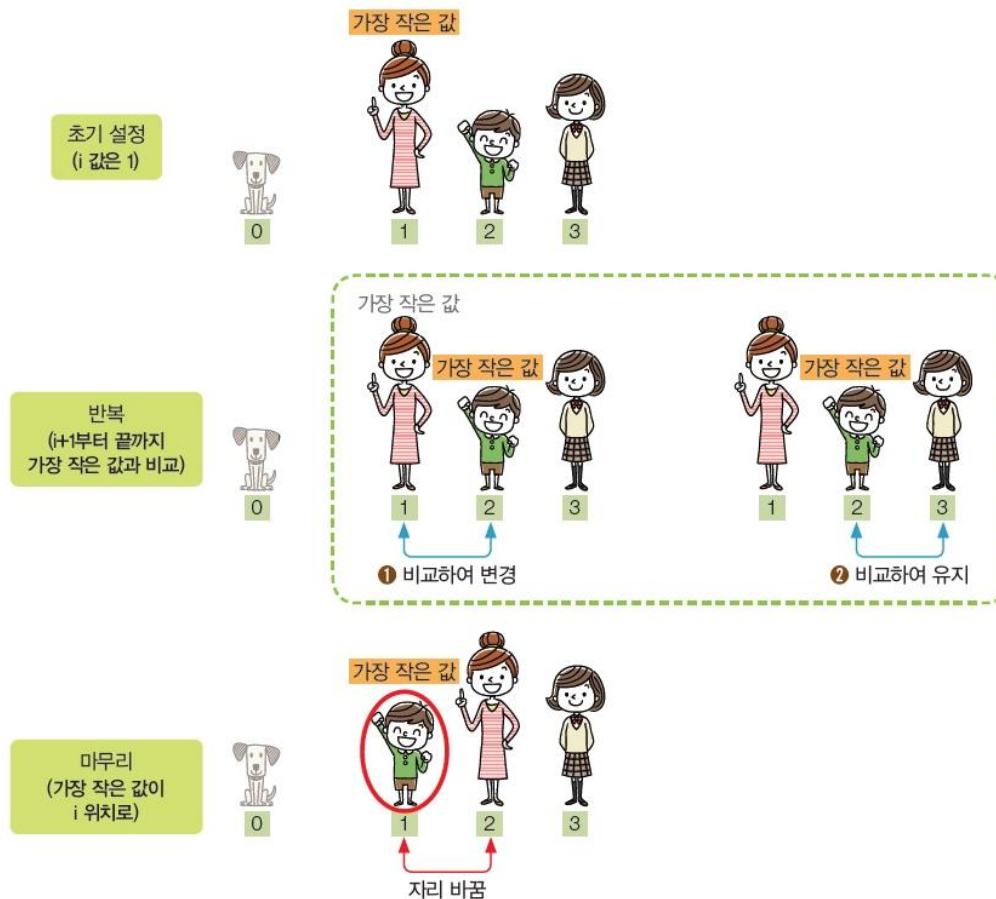 가장 작은 값
초기 설정
(i 값은 1)
0
1
2
3
가장 작은 값
가장 작은 값
가장 작은 값
반복
(i+1부터 끝까지
가장 작은 값과 비교)
0
1
2
3
1
2
3
❶ 비교하여 변경
❷ 비교하여 유지
가장 작은 값
마무리
(가장 작은 값이
i 위치로)
0
1
2
3
자리 바꿈